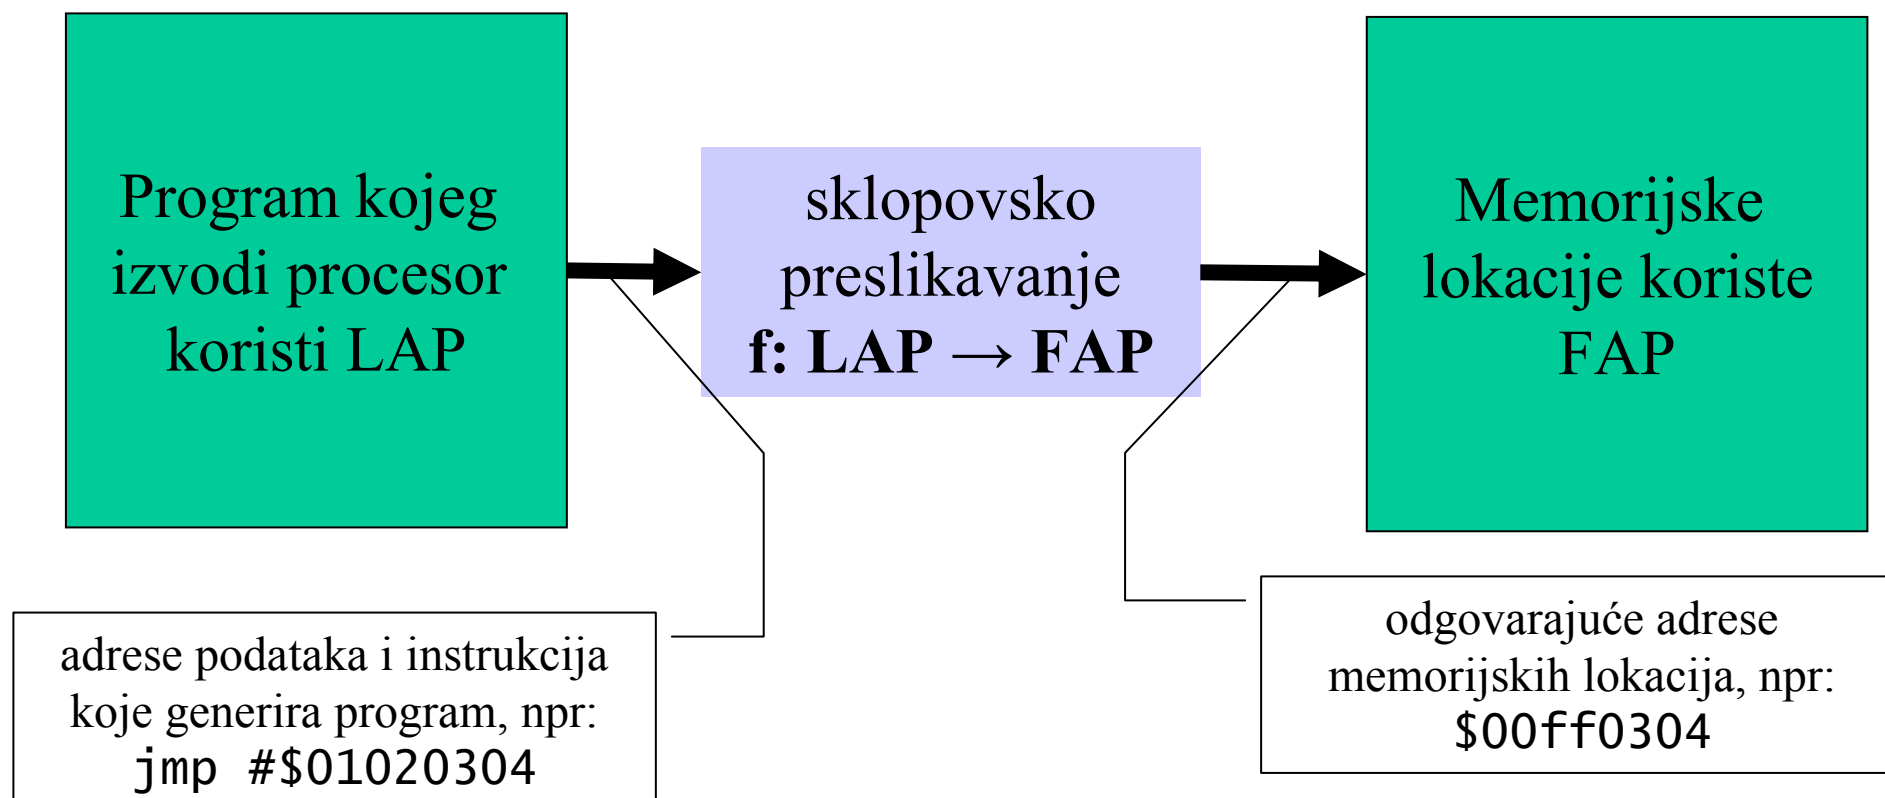 Program kojeg
izvodi procesor
koristi LAP
sklopovsko
preslikavanje
f: LAP → FAP
Memorijske
lokacije koriste
FAP
adrese podataka i instrukcija
koje generira program, npr:
jmp #$01020304
odgovarajuće adrese
memorijskih lokacija, npr:
$00ff0304